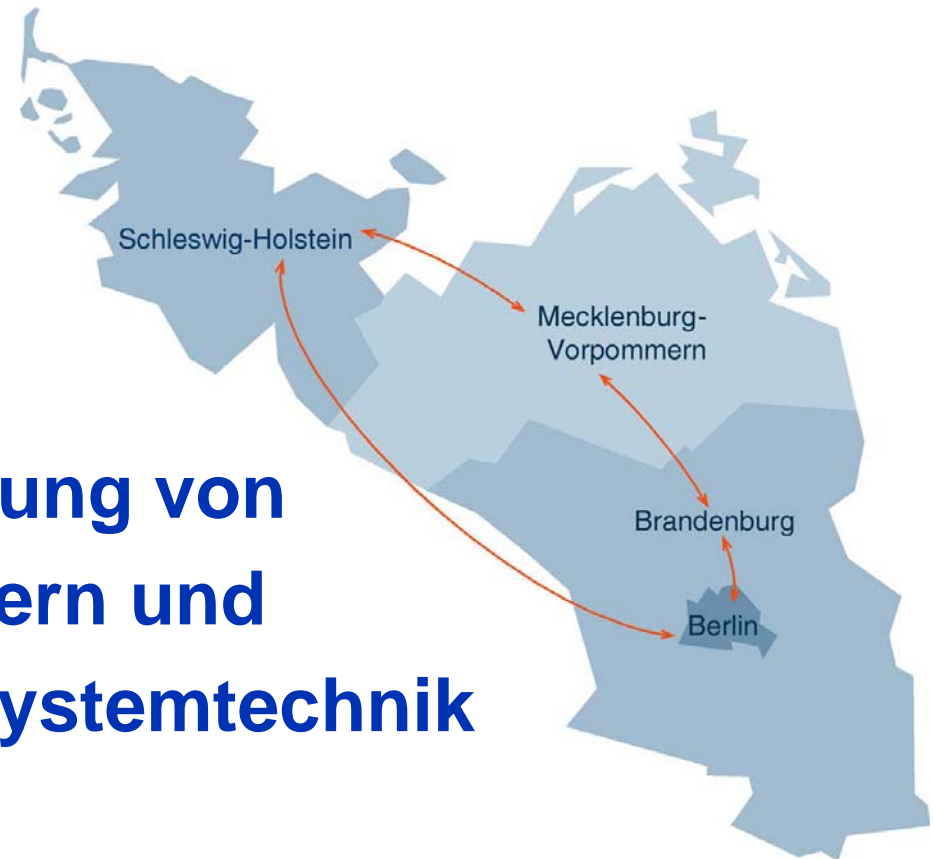 Schleswig-Holstein
Mecklenburg-
Vorpommern
ung von
Brandenburg
ern und
Berlin
ystemtechnik